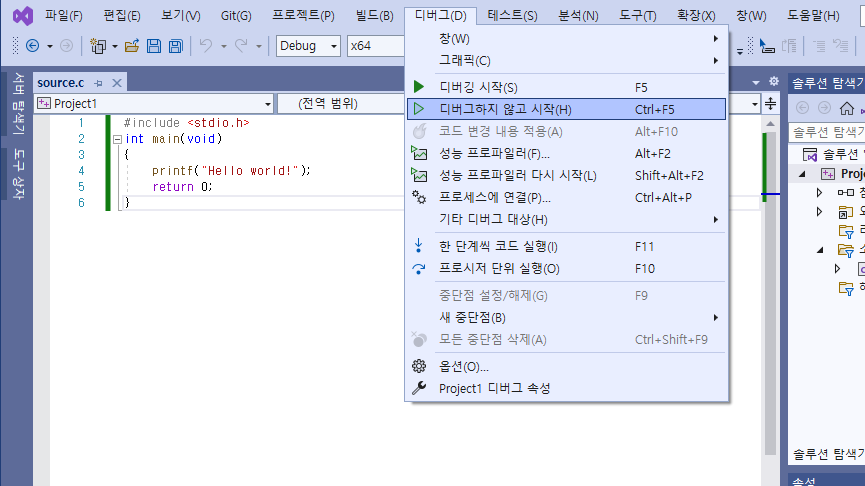 파일(F) 편집(E) 보기(V) Git(G) 프로젝트(P) 빌드(B) 디버그(D) 테스트(S) 분석(N) 도구(T) 확장(X) 창(W) 도움말(H)
Debug x64
서버 탐색기
도구 상자
source.c
Project1 (전역 범위)
1 #include <stdio.h>
2 int main(void)
3 {
4 printf("Hello world!");
5 return 0;
6 }
창(W)
그래픽(C)
디버깅 시작(S) F5
디버그하지 않고 시작(H) Ctrl+F5
코드 변경 내용 적용(A) Alt+F10
성능 프로파일러(F)... Alt+F2
성능 프로파일러 다시 시작(L) Shift+Alt+F2
프로세스에 연결(P)... Ctrl+Alt+P
기타 디버그 대상(H)
한 단계씩 코드 실행(I) F11
프로시저 단위 실행(O) F10
중단점 설정/해제(G) F9
새 중단점(B)
모든 중단점 삭제(A) Ctrl+Shift+F9
옵션(O)...
Project1 디버그 속성
솔루션 탐색기
솔루션 탐색기
솔루션
Proj
솔루션 탐색기
속성